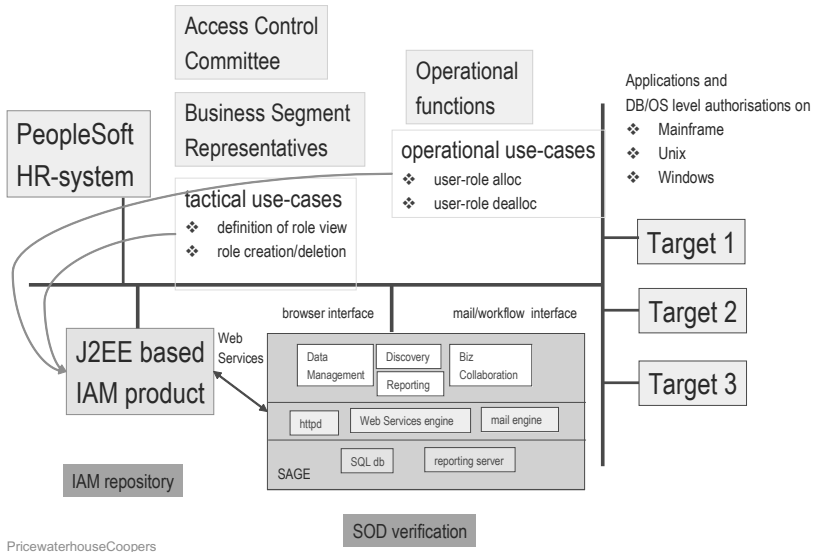 Access Control
Committee
Operational
functions
Applications and
DB/OS level authorisations on
❖ Mainframe
❖ Unix
❖ Windows
PeopleSoft
HR-system
Business Segment
Representatives
operational use-cases
❖ user-role alloc
❖ user-role dealloc
tactical use-cases
❖ definition of role view
❖ role creation/deletion
Target 1
Target 2
Target 3
browser interface
mail/workflow interface
J2EE based
IAM product
Web
Services
Data
Management
Discovery
Reporting
Biz
Collaboration
httpd
Web Services engine
mail engine
SQL db
reporting server
SAGE
IAM repository
SOD verification
PricewaterhouseCoopers